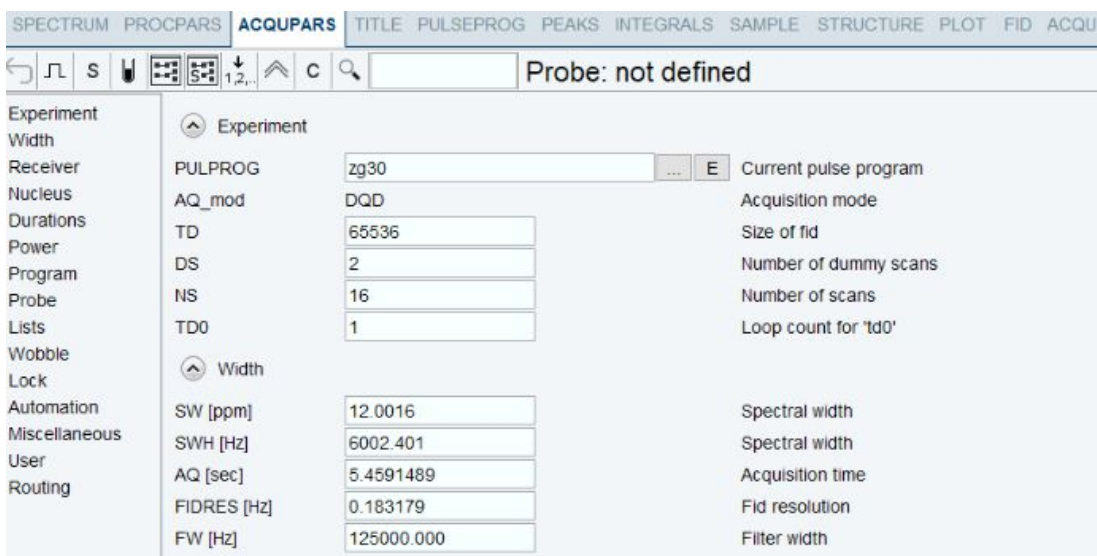 SPECTRUM PROCPARS ACQUPARS TITLE PULSEPROG PEAKS INTEGRALS SAMPLE STRUCTURE PLOT FID ACQU
S 1,2,.. C Probe: not defined
Experiment
Width
Receiver
Nucleus
Durations
Power
Program
Probe
Lists
Wobble
Lock
Automation
Miscellaneous
User
Routing
Experiment
PULPROG zg30 ... E Current pulse program
AQ_mod DQD Acquisition mode
TD 65536 Size of fid
DS 2 Number of dummy scans
NS 16 Number of scans
TD0 1 Loop count for 'td0'
Width
SW [ppm] 12.0016 Spectral width
SWH [Hz] 6002.401 Spectral width
AQ [sec] 5.4591489 Acquisition time
FIDRES [Hz] 0.183179 Fid resolution
FW [Hz] 125000.000 Filter width